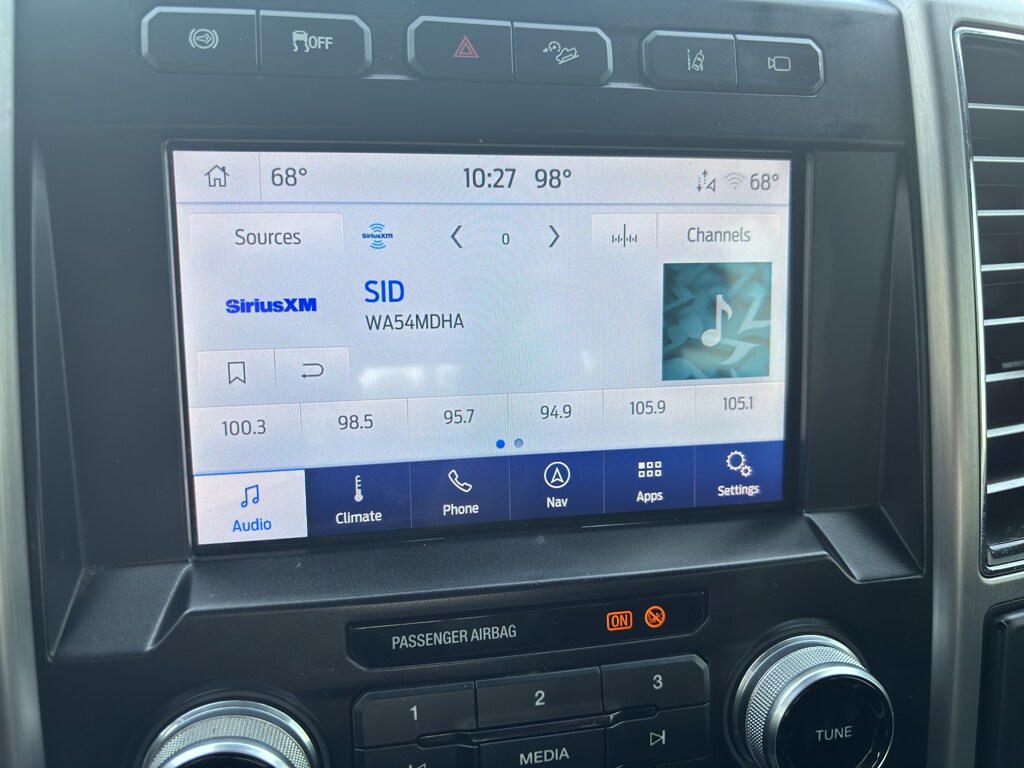 OFF
68° 10:27 98° 68°
Sources SiriusXM 0 Channels
SiriusXM SID
WA54MDHA
100.3 98.5 95.7 94.9 105.9 105.1
Audio Climate Phone Nav Apps Settings
PASSENGER AIRBAG ON
1 2 3
MEDIA TUNE